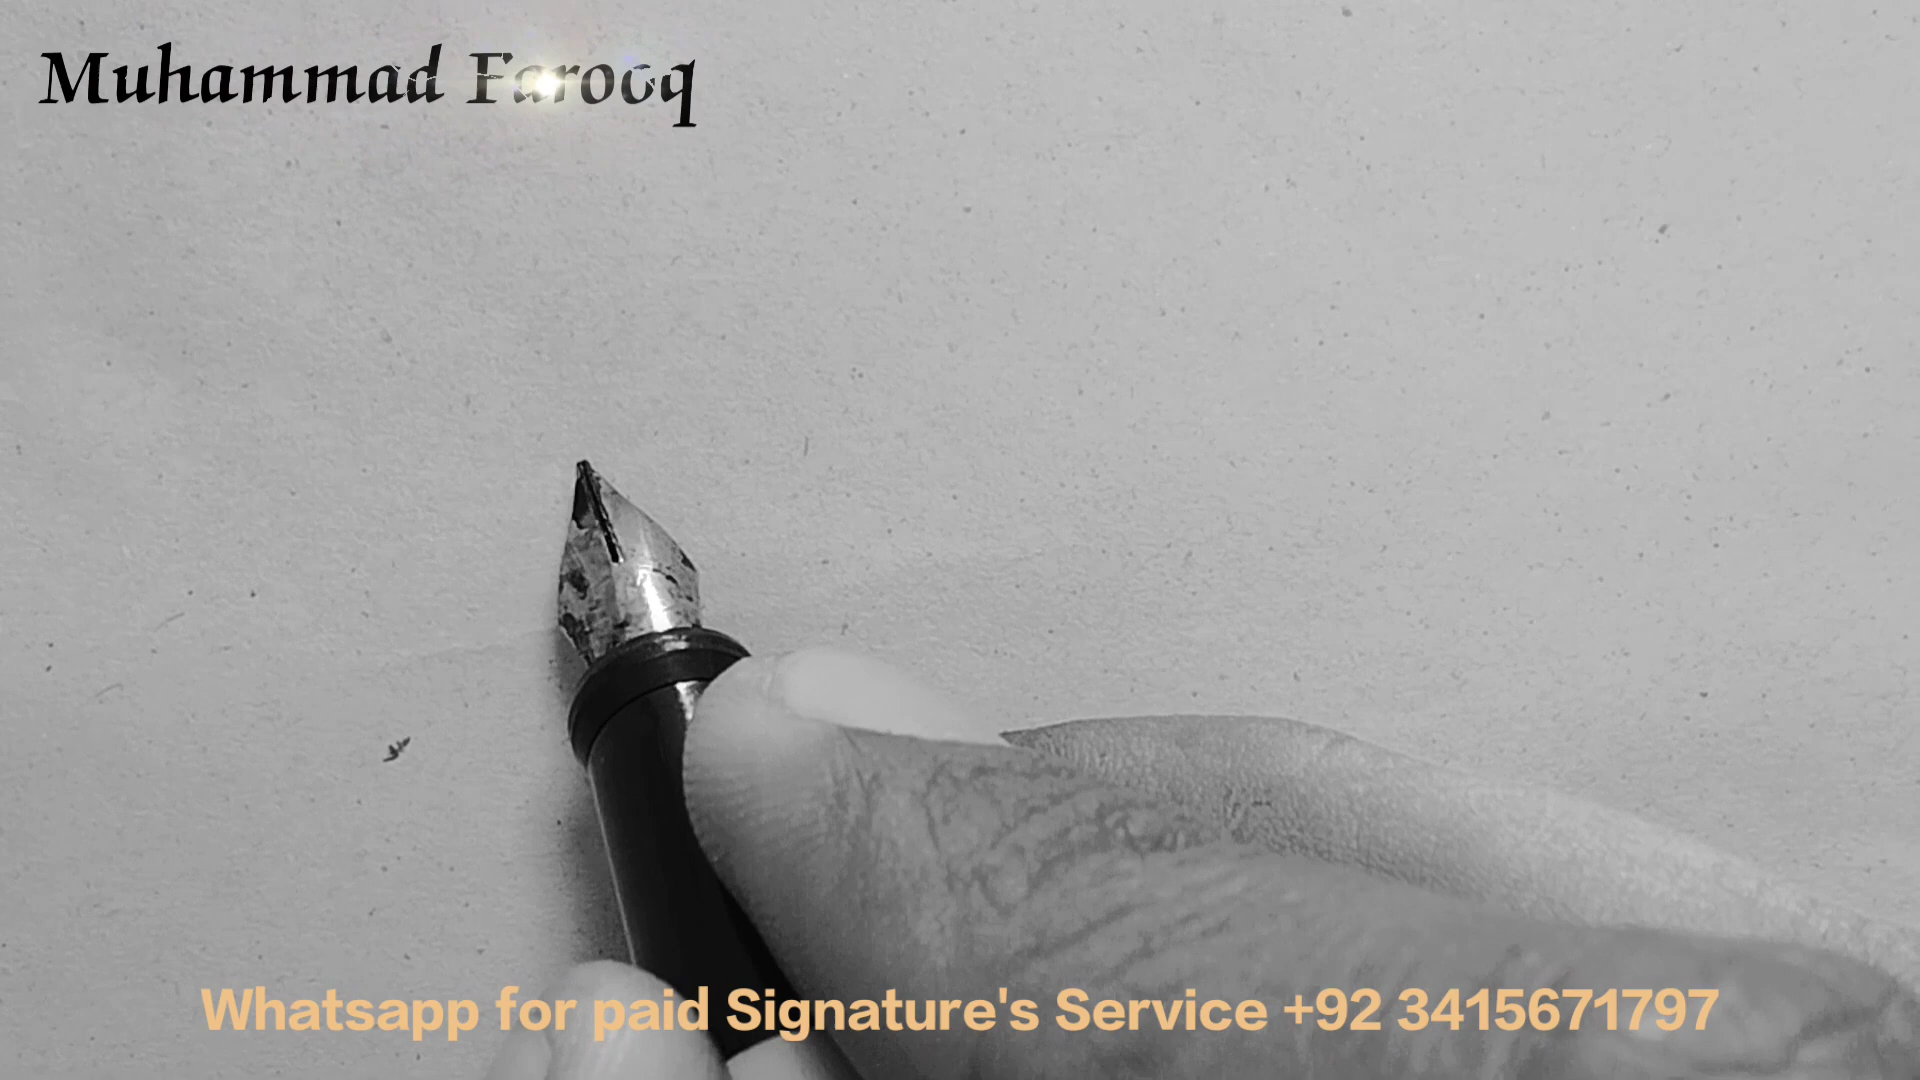 Muhammad Farooq
Whatsapp for paid Signature's Service +92 3415671797